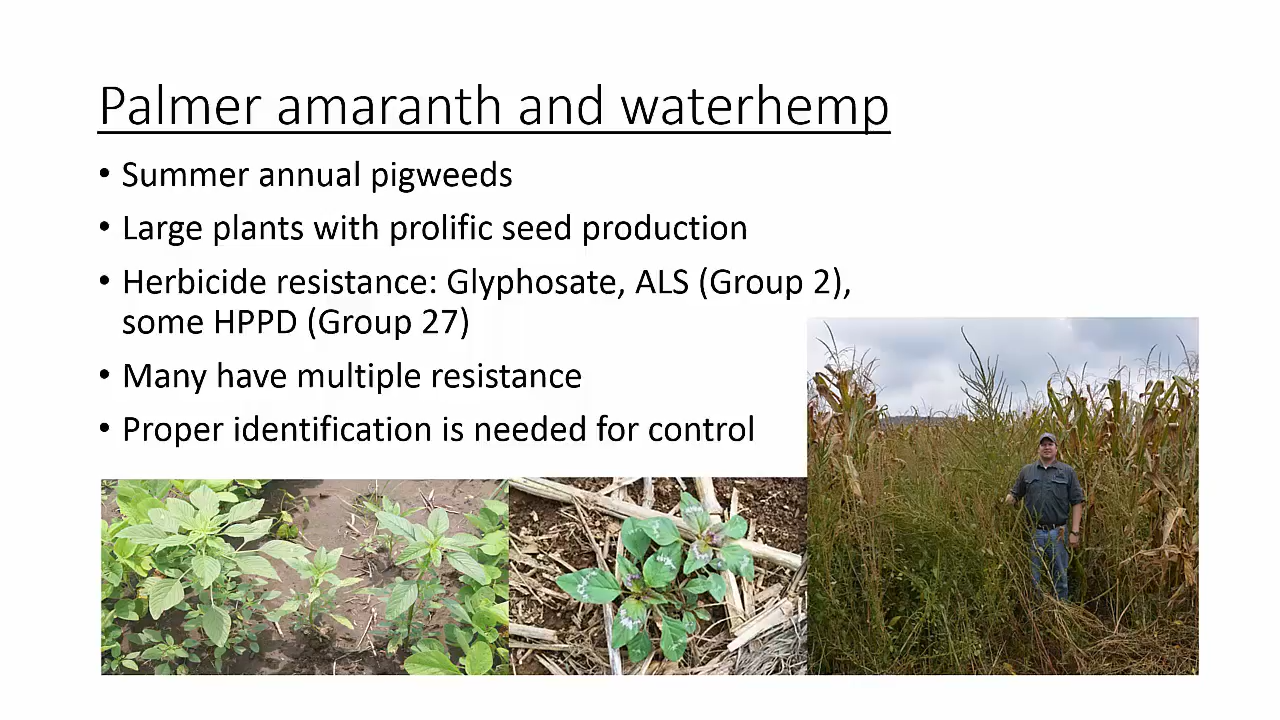 Palmer amaranth and waterhemp
• Summer annual pigweeds
• Large plants with prolific seed production
• Herbicide resistance: Glyphosate, ALS (Group 2),
some HPPD (Group 27)
• Many have multiple resistance
• Proper identification is needed for control